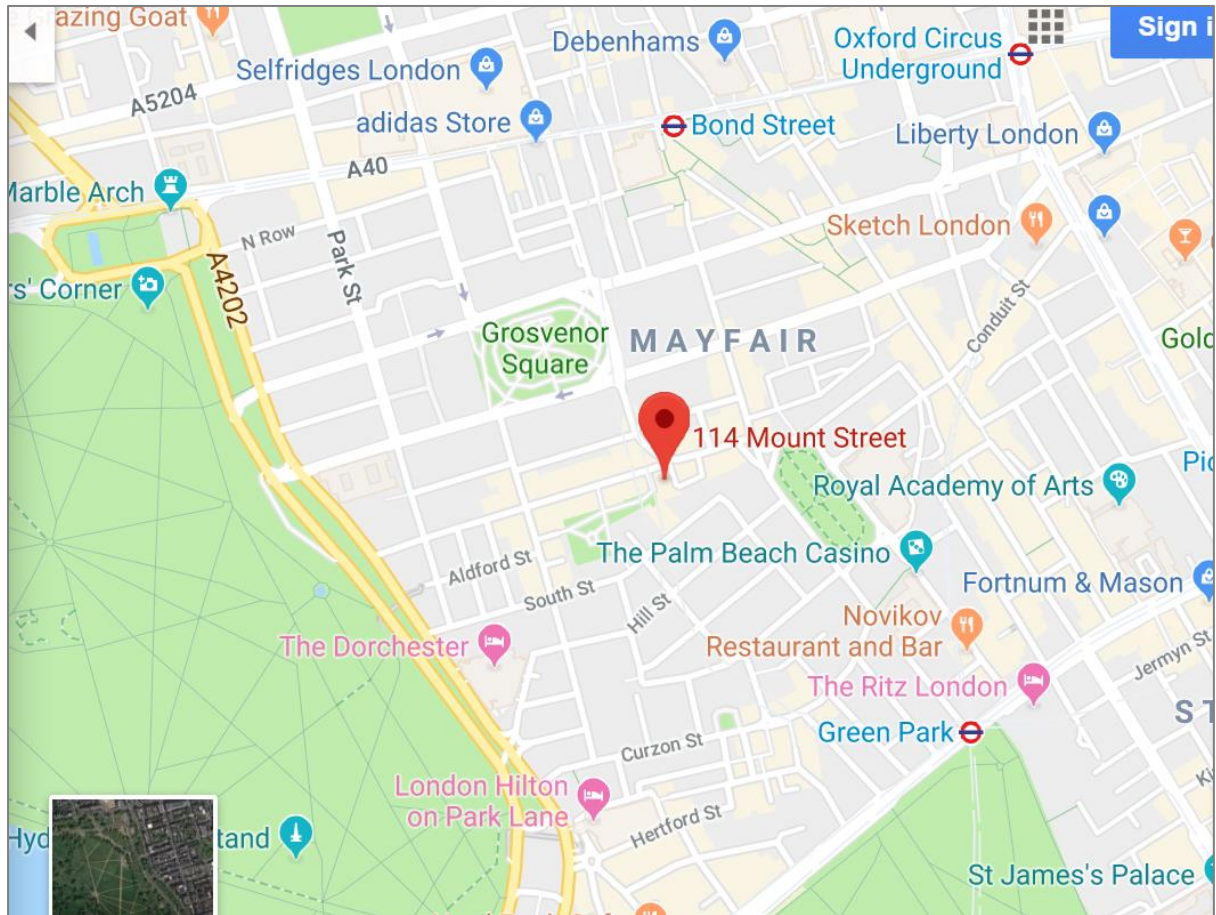 Grazing Goat
Sign i
Debenhams
Oxford Circus
Underground
Selfridges London
A5204
adidas Store
Bond Street
Liberty London
A40
Marble Arch
Sketch London
N Row
Park St
A4202
rs' Corner
Conduit St
Grosvenor
Square
MAYFAIR
Gold
114 Mount Street
Royal Academy of Arts
Pic
The Palm Beach Casino
Aldford St
South St
Fortnum & Mason
Hill St
Novikov
Restaurant and Bar
The Dorchester
Jermyn St
The Ritz London
ST
Green Park
Curzon St
London Hilton
on Park Lane
Hertford St
Hyd
tand
St James's Palace